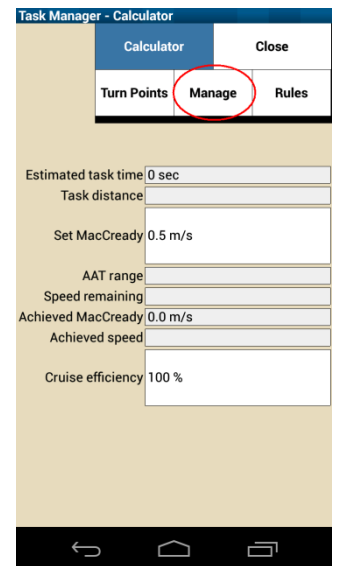 Task Manager - Calculator
Calculator Close
Turn Points Manage Rules
Estimated task time 0 sec
Task distance
Set MacCready 0.5 m/s
AAT range
Speed remaining
Achieved MacCready 0.0 m/s
Achieved speed
Cruise efficiency 100 %